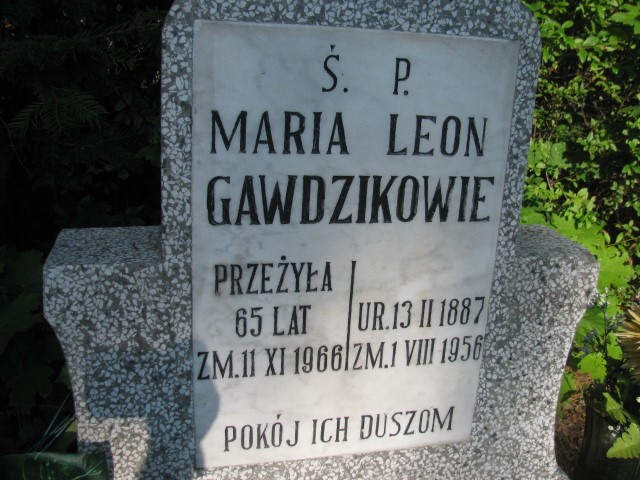 Ś. P.
MARIA LEON
GAWDZIKOWIE
PRZEŻYŁA
65 LAT
ZM. 11 XI 1966
UR. 13 II 1887
ZM. 1 VIII 1956
POKÓJ ICH DUSZOM